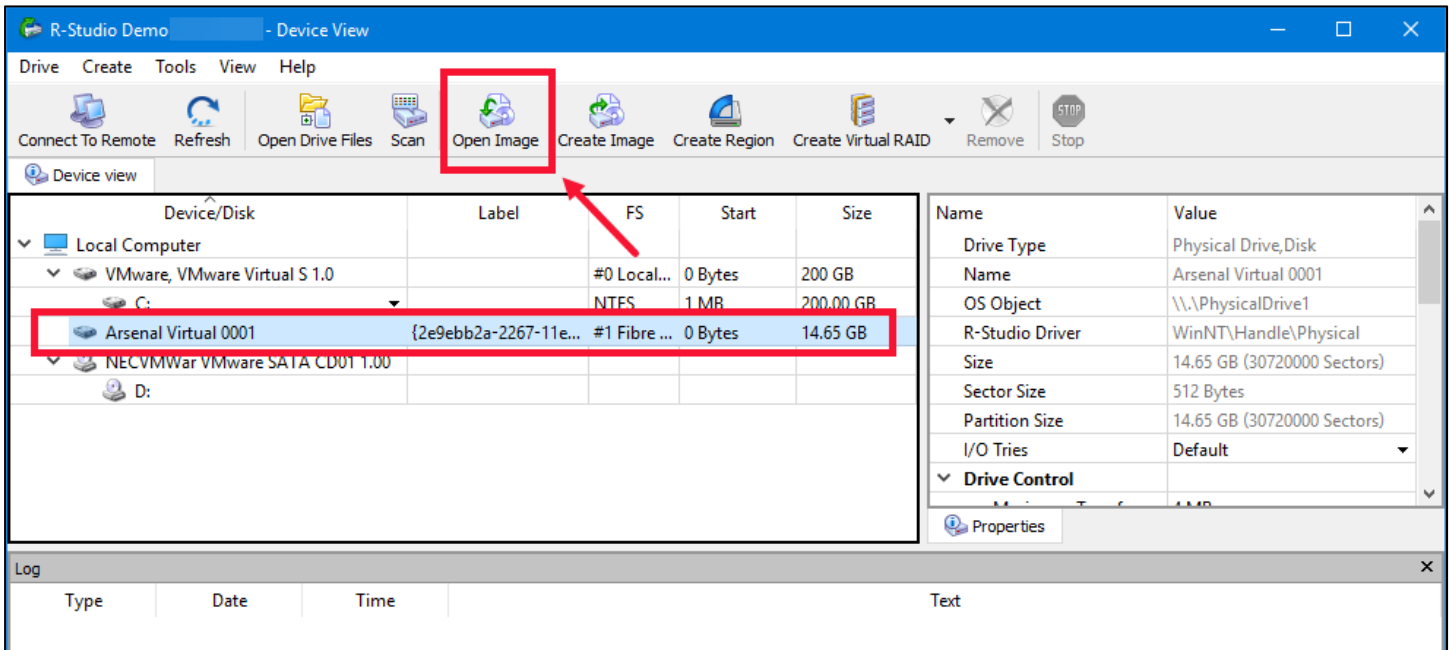 R-Studio Demo - Device View
Drive Create Tools View Help
Connect To Remote Refresh Open Drive Files Scan Open Image Create Image Create Region Create Virtual RAID Remove STOP Stop
Device view
Device/Disk Label FS Start Size
Local Computer
VMware, VMware Virtual S 1.0 #0 Local... 0 Bytes 200 GB
C: NTFS 1 MB 200.00 GB
Arsenal Virtual 0001 {2e9ebb2a-2267-11e... #1 Fibre ... 0 Bytes 14.65 GB
NECVMWar VMware SATA CD01 1.00
D:
Name Value
Drive Type Physical Drive,Disk
Name Arsenal Virtual 0001
OS Object \\.\PhysicalDrive1
R-Studio Driver WinNT\Handle\Physical
Size 14.65 GB (30720000 Sectors)
Sector Size 512 Bytes
Partition Size 14.65 GB (30720000 Sectors)
I/O Tries Default
Drive Control
Properties
Log
Type Date Time Text